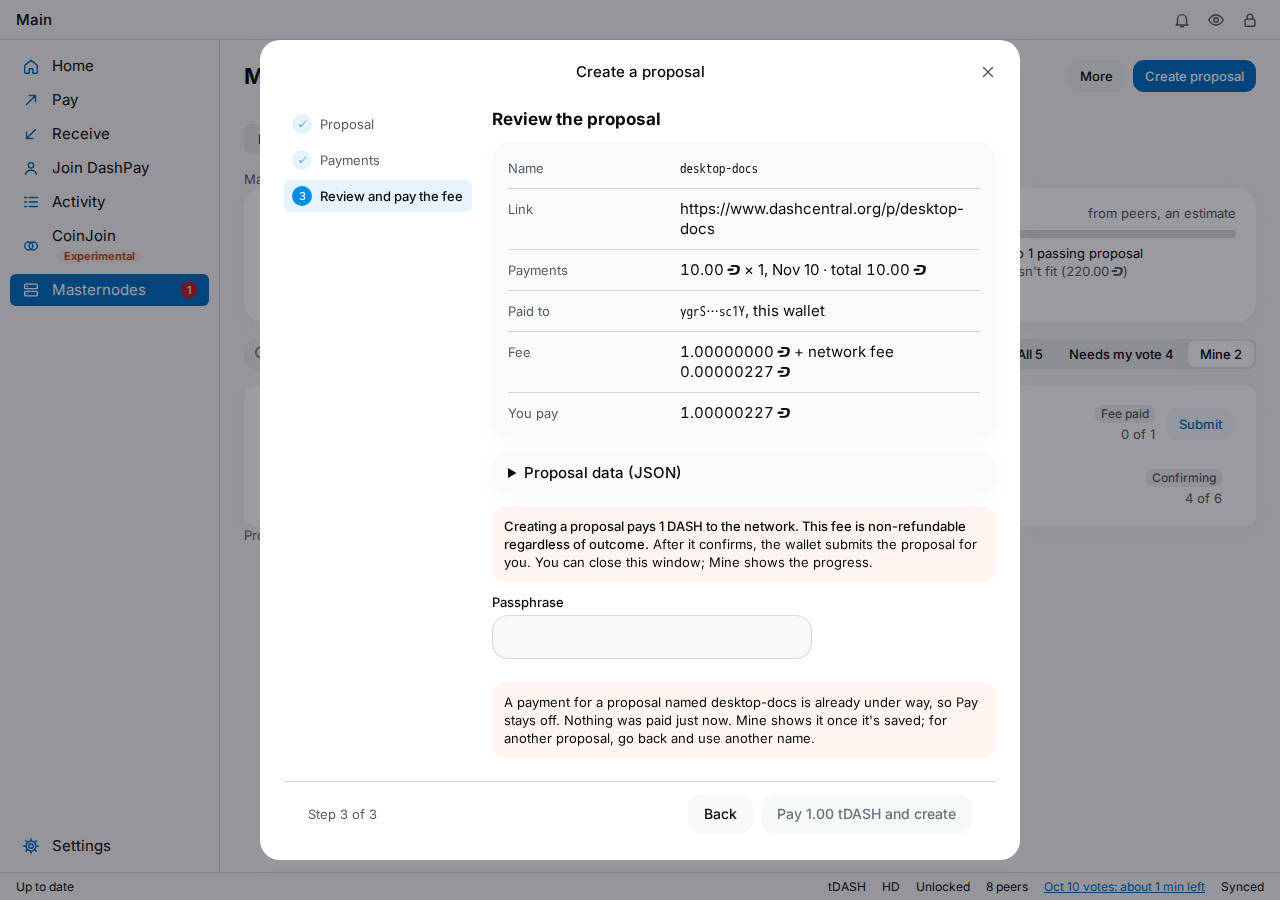 Main
Home
Pay
Receive
Join DashPay
Activity
CoinJoin
Experimental
Masternodes
1
Settings
More
Create proposal
from peers, an estimate
1 passing proposal
(220.00
All 5
Needs my vote 4
Mine 2
Fee paid
0 of 1
Submit
Confirming
4 of 6
Create a proposal
✓ Proposal
✓ Payments
3 Review and pay the fee
Review the proposal
Name desktop-docs
Link https://www.dashcentral.org/p/desktop-
docs
Payments 10.00 × 1, Nov 10 · total 10.00
Paid to ygrS…sc1Y, this wallet
Fee 1.00000000 + network fee
0.00000227
You pay 1.00000227
Proposal data (JSON)
Creating a proposal pays 1 DASH to the network. This fee is non-refundable
regardless of outcome. After it confirms, the wallet submits the proposal for
you. You can close this window; Mine shows the progress.
Passphrase
A payment for a proposal named desktop-docs is already under way, so Pay
stays off. Nothing was paid just now. Mine shows it once it's saved; for
another proposal, go back and use another name.
Step 3 of 3
Back
Pay 1.00 tDASH and create
Up to date
tDASH
HD
Unlocked
8 peers
Oct 10 votes: about 1 min left
Synced